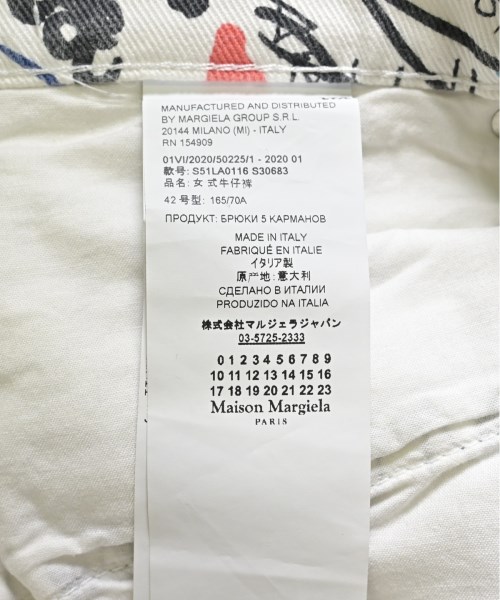 MANUFACTURED AND DISTRIBUTED
BY MARGIELA GROUP S.R.L.
20144 MILANO (MI) - ITALY
RN 154909
01VI/2020/50225/1 - 2020 01
款号: S51LA0116 S30683
品名: 女 式牛仔裤
42 号型: 165/70A
ПРОДУКТ: БРЮКИ 5 КАРМАНОВ
MADE IN ITALY
FABRIQUÉ EN ITALIE
イタリア製
原产地: 意大利
СДЕЛАНО В ИТАЛИИ
PRODUZIDO NA ITALIA
株式会社マルジェラジャパン
03-5725-2333
0 1 2 3 4 5 6 7 8 9
10 11 12 13 14 15 16
17 18 19 20 21 22 23
Maison Margiela
PARIS